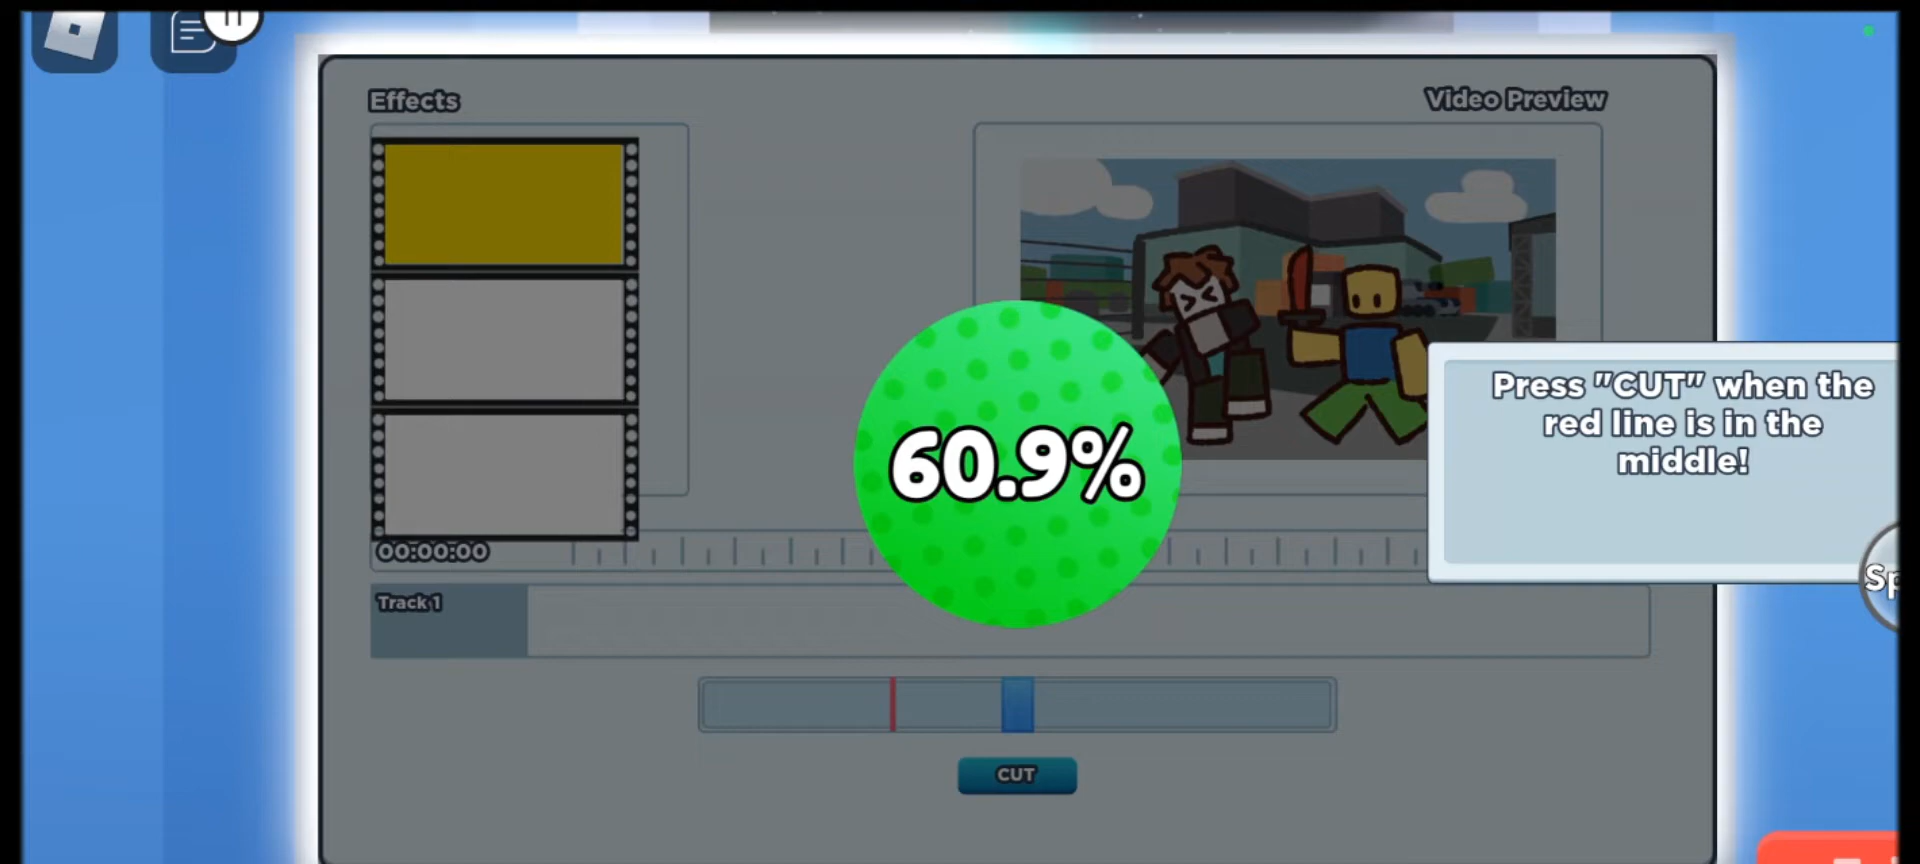 Effects
Video Preview
Press "CUT" when the
red line is in the
middle!
60.9%
00:00:00
Sp
Track 1
CUT